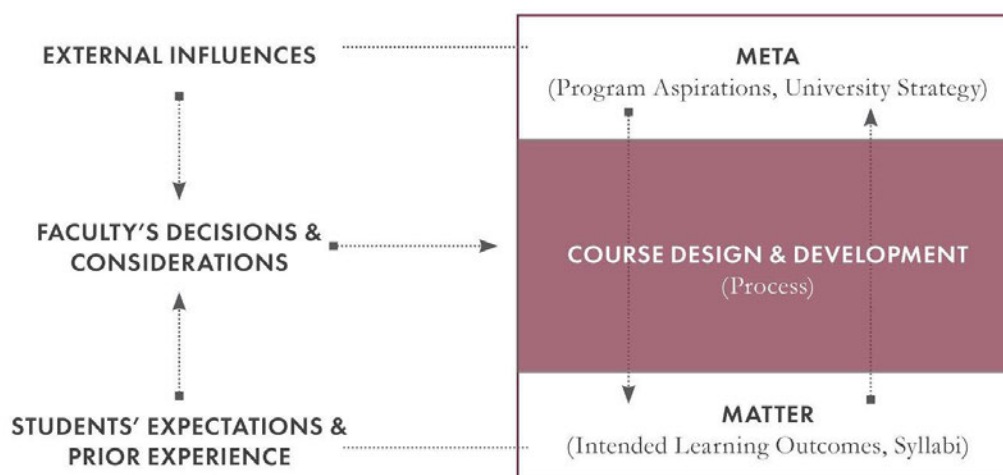 EXTERNAL INFLUENCES
META
(Program Aspirations, University Strategy)
FACULTY’S DECISIONS &
CONSIDERATIONS
COURSE DESIGN & DEVELOPMENT
(Process)
STUDENTS’ EXPECTATIONS &
PRIOR EXPERIENCE
MATTER
(Intended Learning Outcomes, Syllabi)